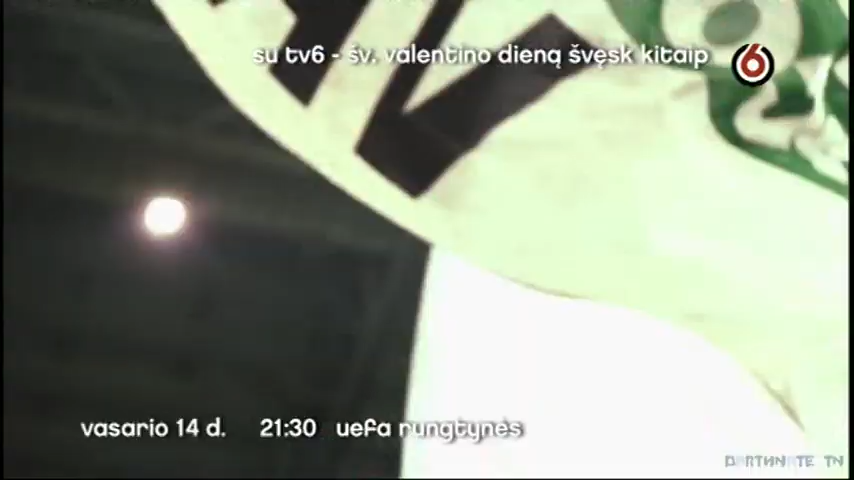 su tv6 - šv. valentino dieną švęsk kitaip
6
vasario 14 d. 21:30 uefa rungtynės